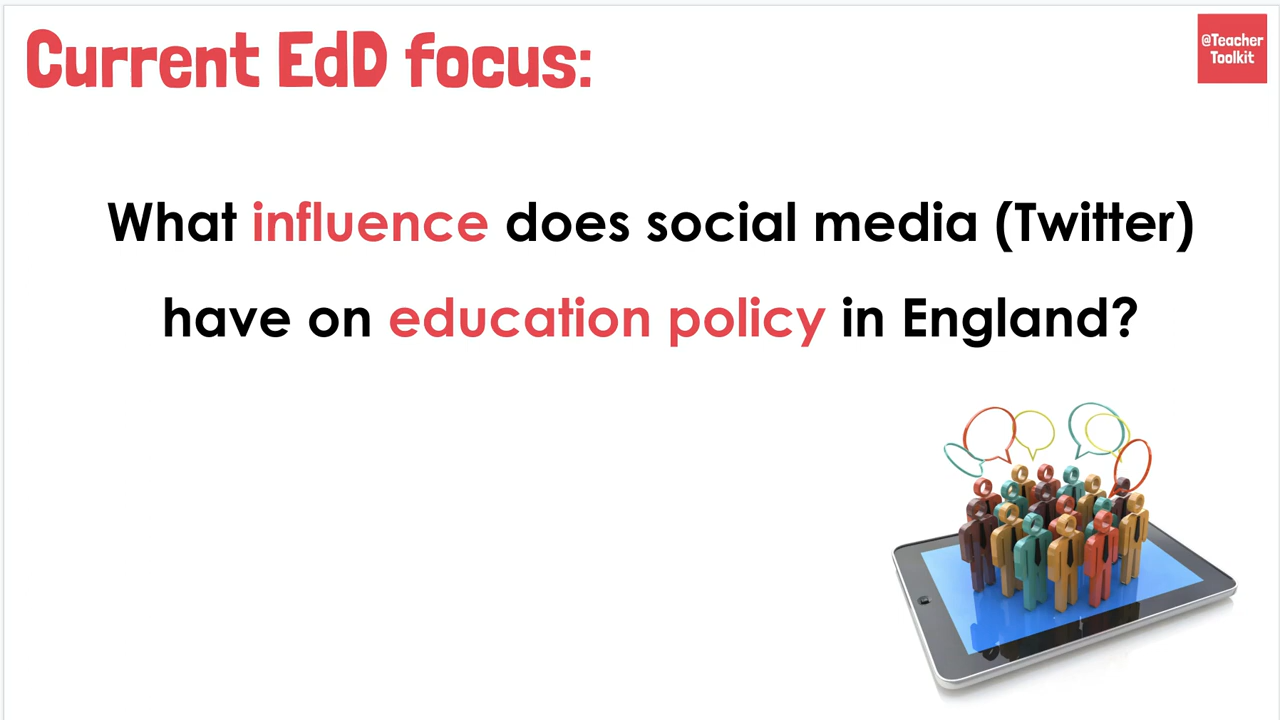 Current EdD focus:
@Teacher
Toolkit
What influence does social media (Twitter)
have on education policy in England?